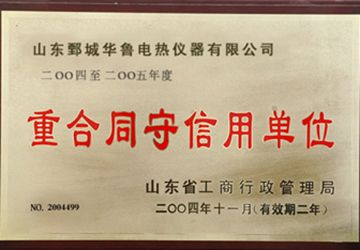 山东鄄城华鲁电热仪器有限公司
二〇〇四至二〇〇五年度
重合同守信用单位
山东省工商行政管理局
NO. 2004499
二〇〇四年十一月(有效期二年)